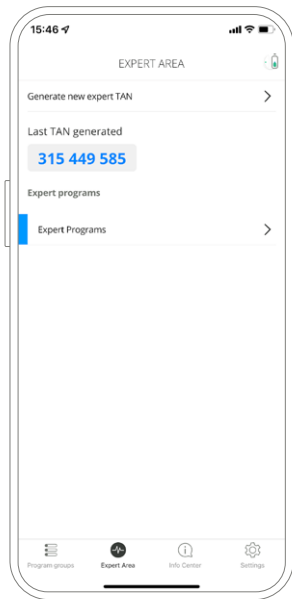 15:46
EXPERT AREA
Generate new expert TAN
Last TAN generated
315 449 585
Expert programs
Expert Programs
Program groups
Expert Area
Info Center
Settings